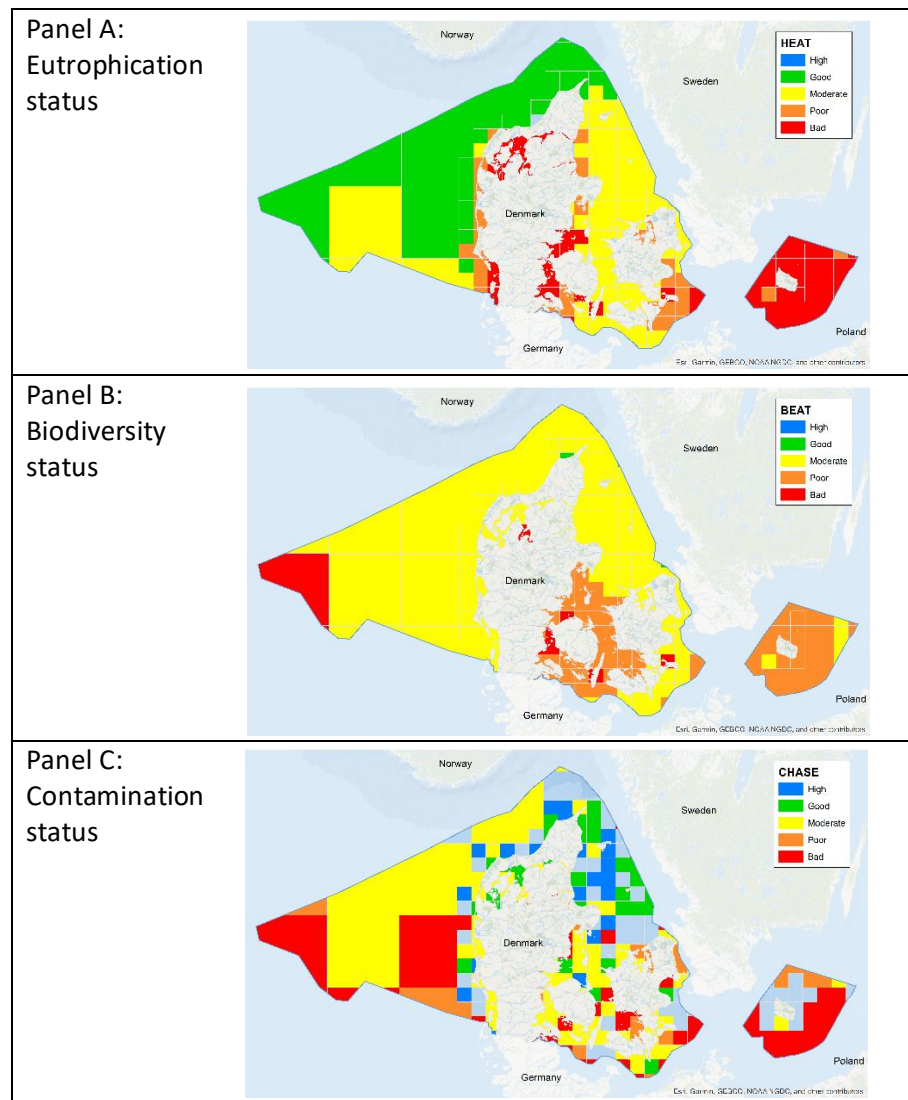 Panel A:
Eutrophication
status
Norway
Sweden
Denmark
Germany
Poland
HEAT
High
Good
Moderate
Poor
Bad
Esri, Garmin, GEBCO, NOAA NGDC, and other contributors
Panel B:
Biodiversity
status
Norway
Sweden
Denmark
Germany
Poland
BEAT
High
Good
Moderate
Poor
Bad
Esri, Garmin, GEBCO, NOAA NGDC, and other contributors
Panel C:
Contamination
status
Norway
Sweden
Denmark
Germany
Poland
CHASE
High
Good
Moderate
Poor
Bad
Esri, Garmin, GEBCO, NOAA NGDC, and other contributors